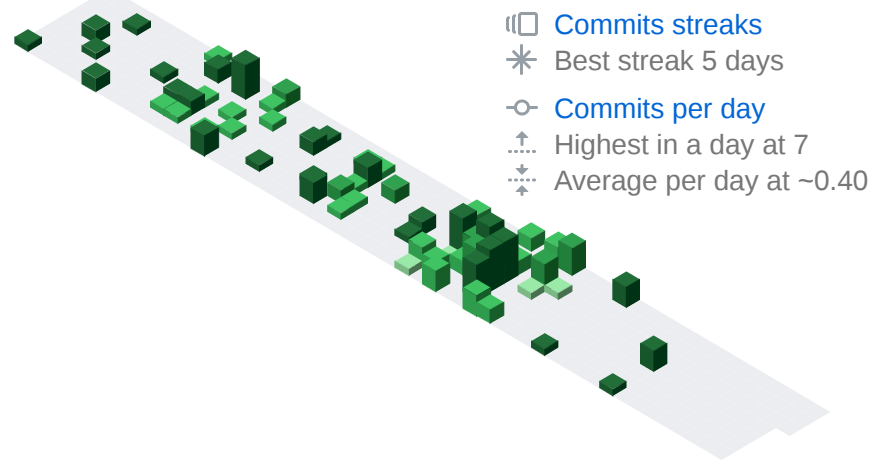 Commits streaks
Best streak 5 days
Commits per day
Highest in a day at 7
Average per day at ~0.40